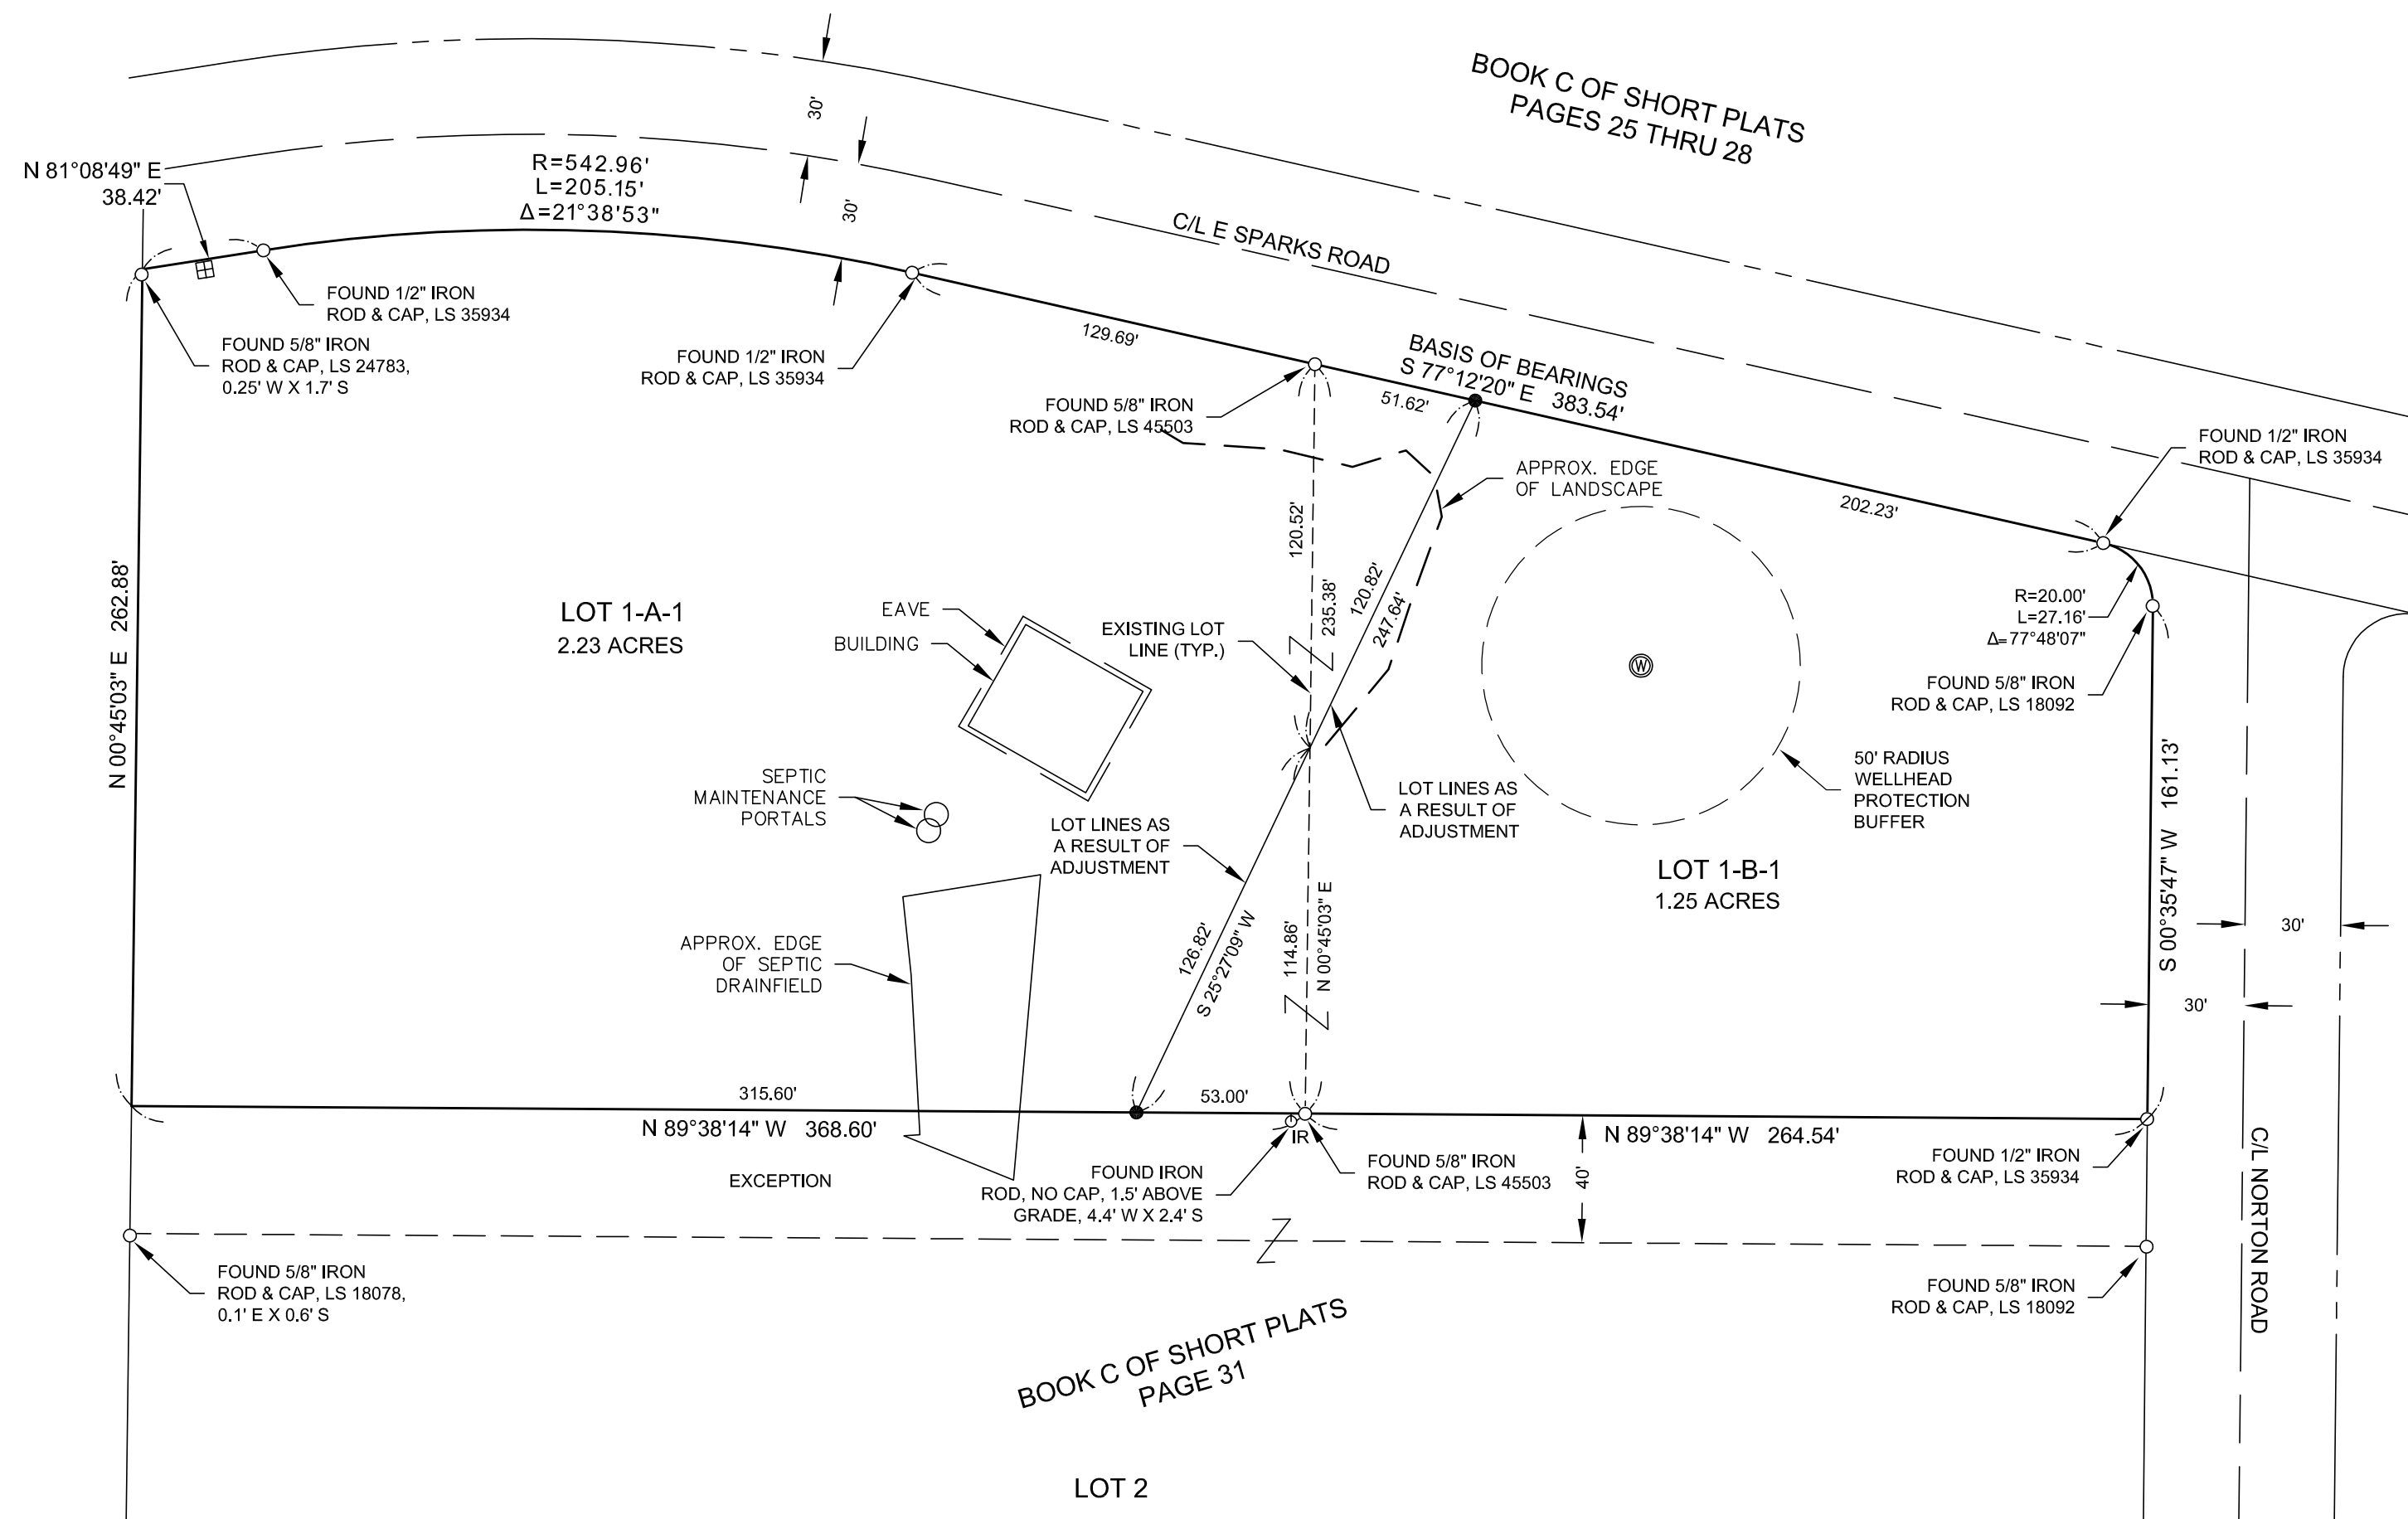 BOOK C OF SHORT PLATS
PAGES 25 THRU 28
30'
30'
N 81°08'49" E
38.42'
R=542.96'
L=205.15'
Δ=21°38'53"
C/L E SPARKS ROAD
FOUND 1/2" IRON
ROD & CAP, LS 35934
FOUND 5/8" IRON
ROD & CAP, LS 24783,
0.25' W X 1.7' S
FOUND 1/2" IRON
ROD & CAP, LS 35934
129.69'
BASIS OF BEARINGS
S 77°12'20" E 383.54'
51.62'
FOUND 5/8" IRON
ROD & CAP, LS 45503
APPROX. EDGE
OF LANDSCAPE
202.23'
FOUND 1/2" IRON
ROD & CAP, LS 35934
N 00°45'03" E 262.88'
LOT 1-A-1
2.23 ACRES
EAVE
BUILDING
EXISTING LOT
LINE (TYP.)
120.52'
235.38'
120.82'
247.64'
W
R=20.00'
L=27.16'
Δ=77°48'07"
FOUND 5/8" IRON
ROD & CAP, LS 18092
50' RADIUS
WELLHEAD
PROTECTION
BUFFER
S 00°35'47" W 161.13'
SEPTIC
MAINTENANCE
PORTALS
LOT LINES AS
A RESULT OF
ADJUSTMENT
LOT LINES AS
A RESULT OF
ADJUSTMENT
LOT 1-B-1
1.25 ACRES
APPROX. EDGE
OF SEPTIC
DRAINFIELD
126.82'
S 25°27'09" W
114.86'
N 00°45'03" E
30'
30'
315.60'
53.00'
N 89°38'14" W 368.60'
N 89°38'14" W 264.54'
IR
EXCEPTION
FOUND IRON
ROD, NO CAP, 1.5' ABOVE
GRADE, 4.4' W X 2.4' S
FOUND 5/8" IRON
ROD & CAP, LS 45503
40'
FOUND 1/2" IRON
ROD & CAP, LS 35934
C/L NORTON ROAD
FOUND 5/8" IRON
ROD & CAP, LS 18078,
0.1' E X 0.6' S
FOUND 5/8" IRON
ROD & CAP, LS 18092
BOOK C OF SHORT PLATS
PAGE 31
LOT 2